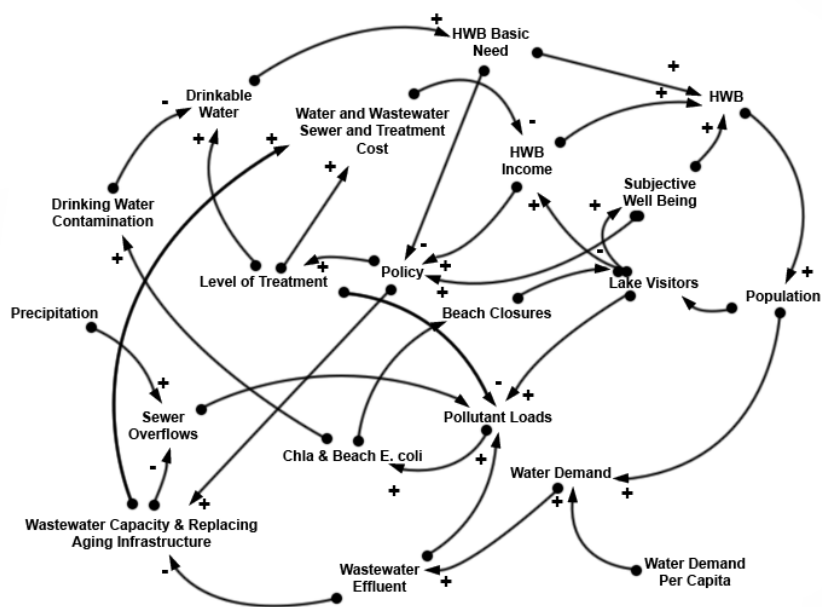 HWB Basic
Need
Drinkable
Water
Water and Wastewater
Sewer and Treatment
Cost
HWB
HWB
Income
Subjective
Well Being
Drinking Water
Contamination
Level of Treatment
Policy
Lake Visitors
Population
Precipitation
Beach Closures
Sewer
Overflows
Pollutant Loads
Chla & Beach E. coli
Water Demand
Wastewater Capacity & Replacing
Aging Infrastructure
Wastewater
Effluent
Water Demand
Per Capita